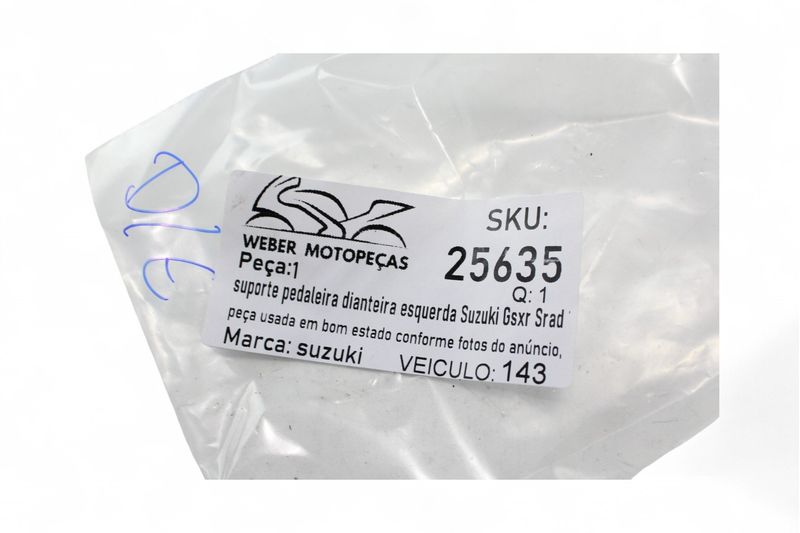 WEBER MOTOPEÇAS
SKU:
25635
Peça:1
Q: 1
suporte pedaleira dianteira esquerda Suzuki Gsxr Srad
peça usada em bom estado conforme fotos do anúncio,
Marca: suzuki
VEICULO: 143